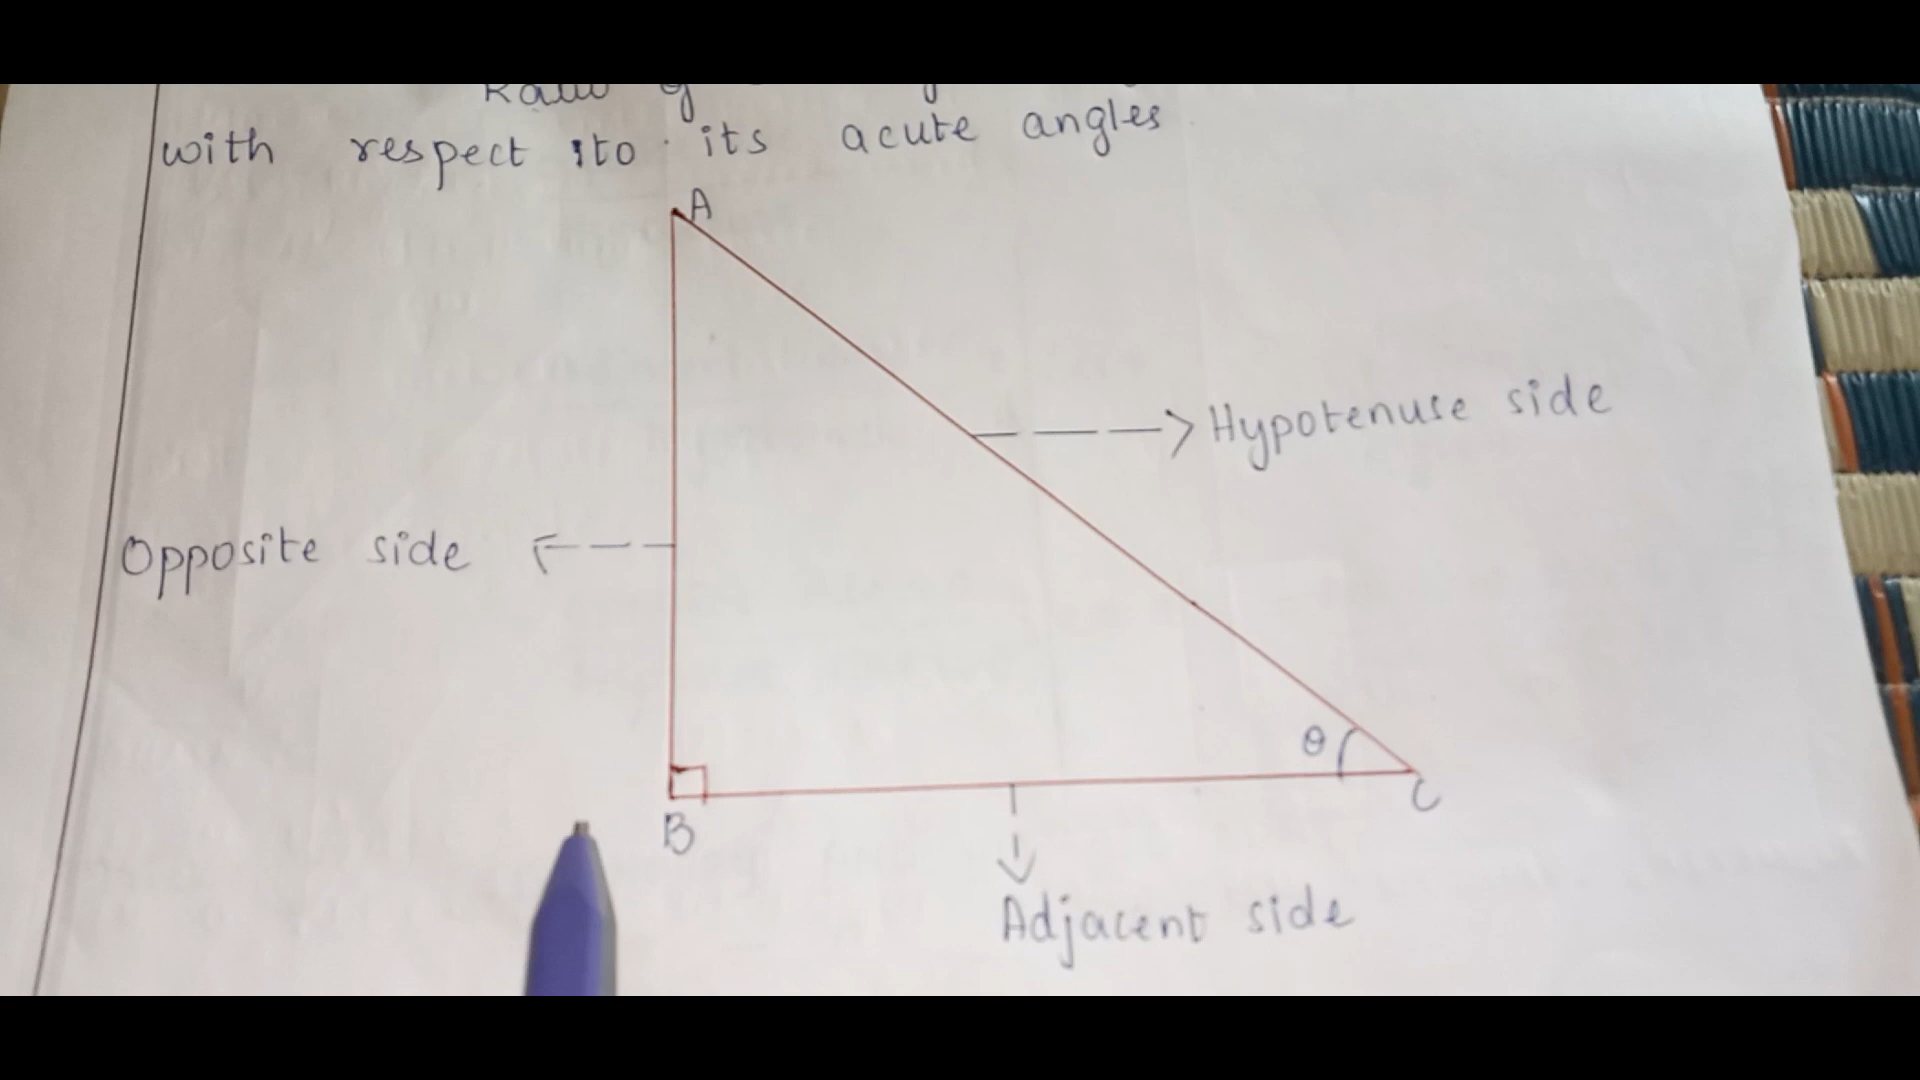 with respect to its acute angles
A
Hypotenuse side
Opposite side
θ
B
C
Adjacent side